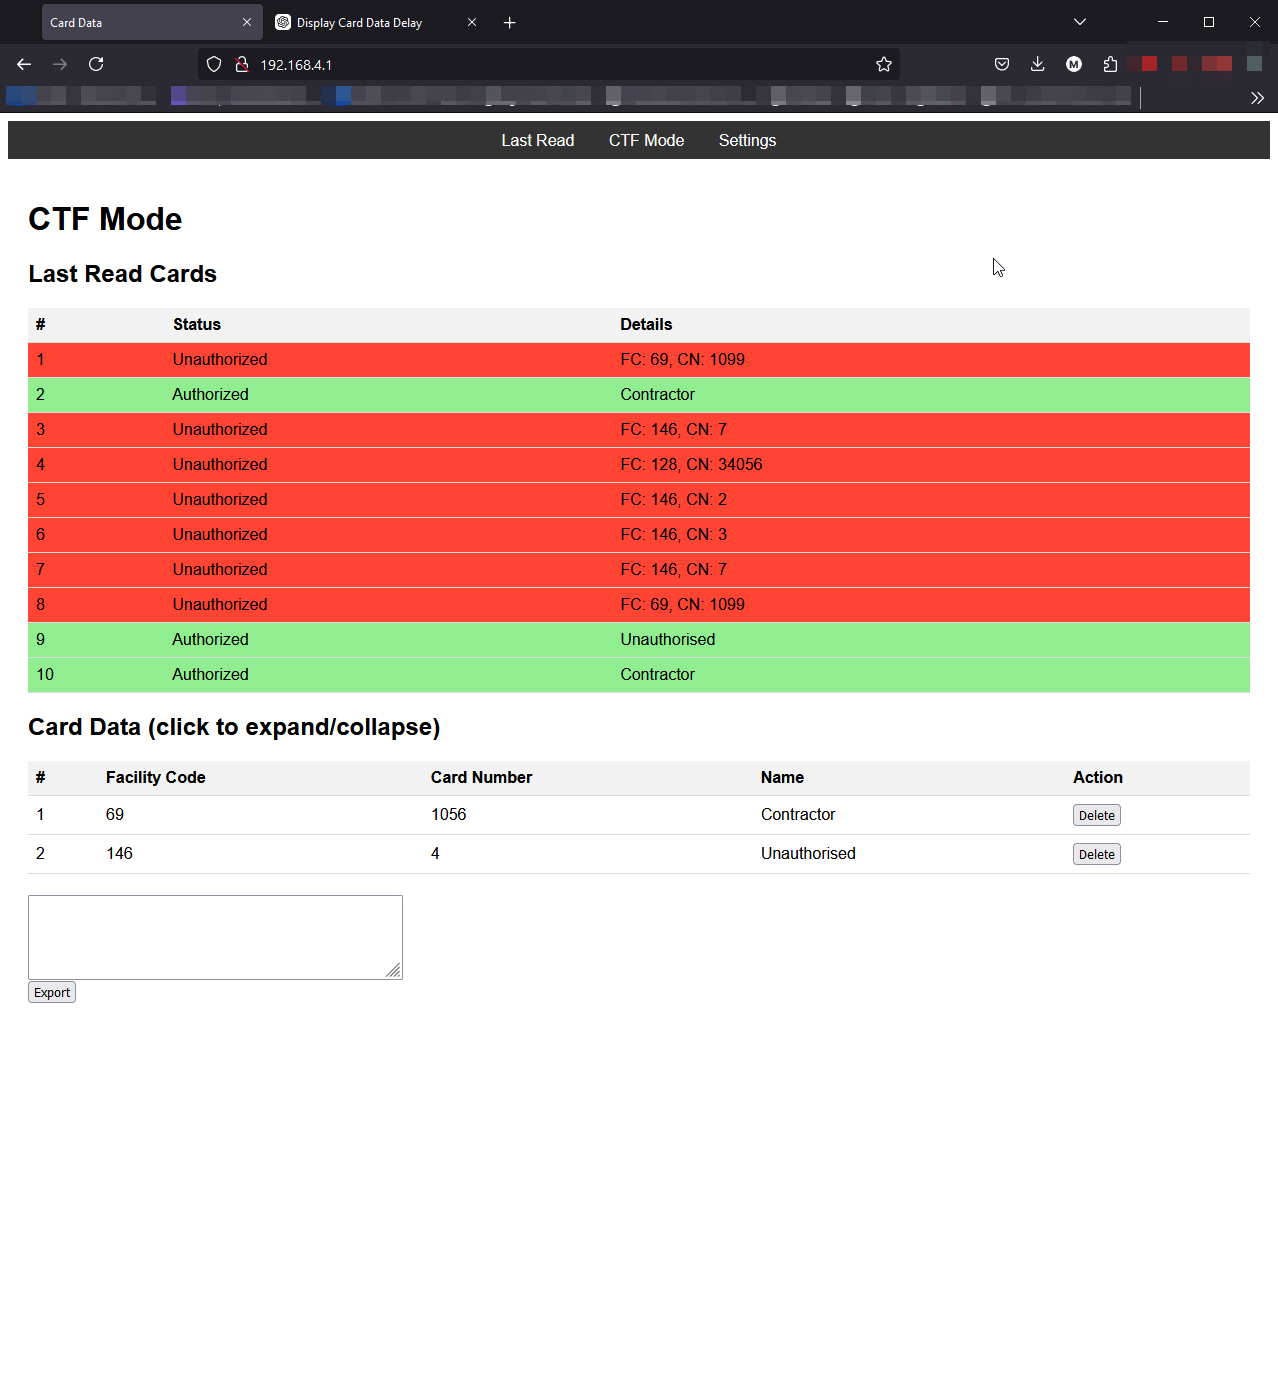 Card Data
Display Card Data Delay
192.168.4.1
M
Last Read CTF Mode Settings
CTF Mode
Last Read Cards
# Status Details
1 Unauthorized FC: 69, CN: 1099
2 Authorized Contractor
3 Unauthorized FC: 146, CN: 7
4 Unauthorized FC: 128, CN: 34056
5 Unauthorized FC: 146, CN: 2
6 Unauthorized FC: 146, CN: 3
7 Unauthorized FC: 146, CN: 7
8 Unauthorized FC: 69, CN: 1099
9 Authorized Unauthorised
10 Authorized Contractor
Card Data (click to expand/collapse)
# Facility Code Card Number Name Action
1 69 1056 Contractor Delete
2 146 4 Unauthorised Delete
Export